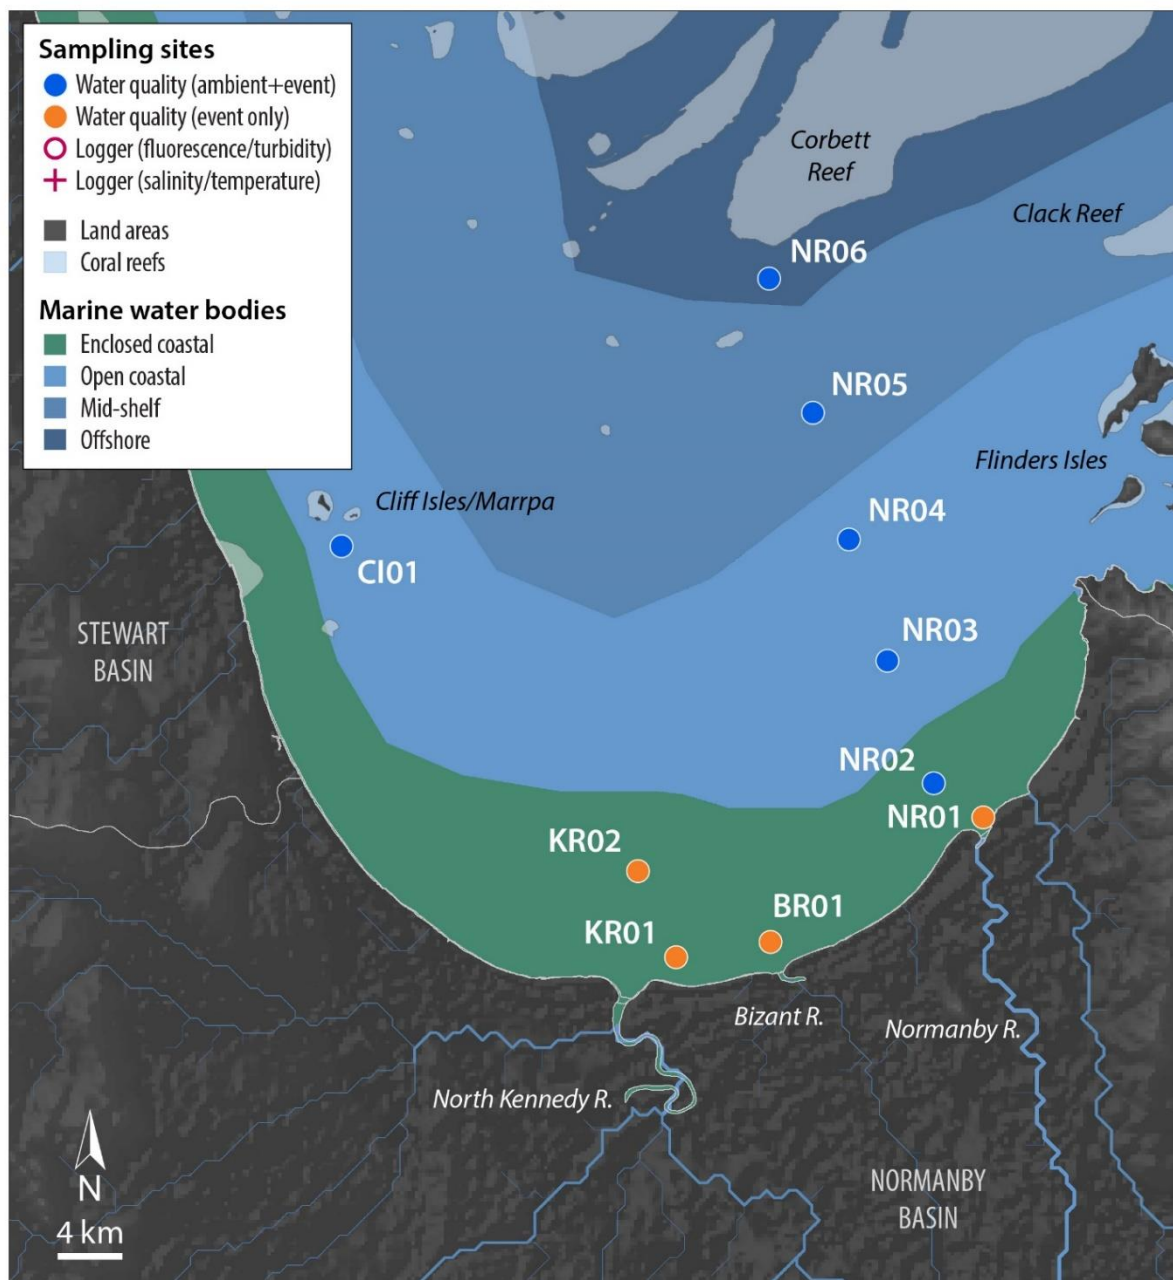 Sampling sites
Water quality (ambient+event)
Water quality (event only)
Logger (fluorescence/turbidity)
Logger (salinity/temperature)
Land areas
Coral reefs
Marine water bodies
Enclosed coastal
Open coastal
Mid-shelf
Offshore
Corbett
Reef
Clack Reef
NR06
NR05
Flinders Isles
Cliff Isles/Marrpa
NR04
CI01
STEWART
BASIN
NR03
NR02
NR01
KR02
BR01
KR01
Bizant R.
Normanby R.
North Kennedy R.
NORMANBY
BASIN
N
4 km